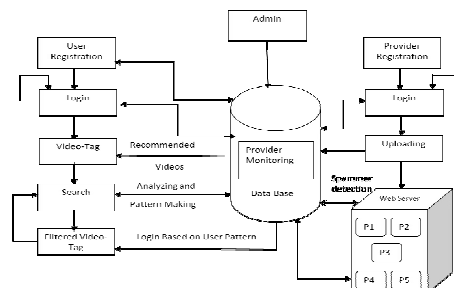 Admin
User
Registration
Provider
Registration
Login
Login
Video-Tag
Recommended
Videos
Provider
Monitoring
Uploading
Search
Analyzing and
Pattern Making
Data Base
Spammer
detection
Web Server
Filtered Video-
Tag
Login Based on User Pattern
P1
P2
P3
P4
P5